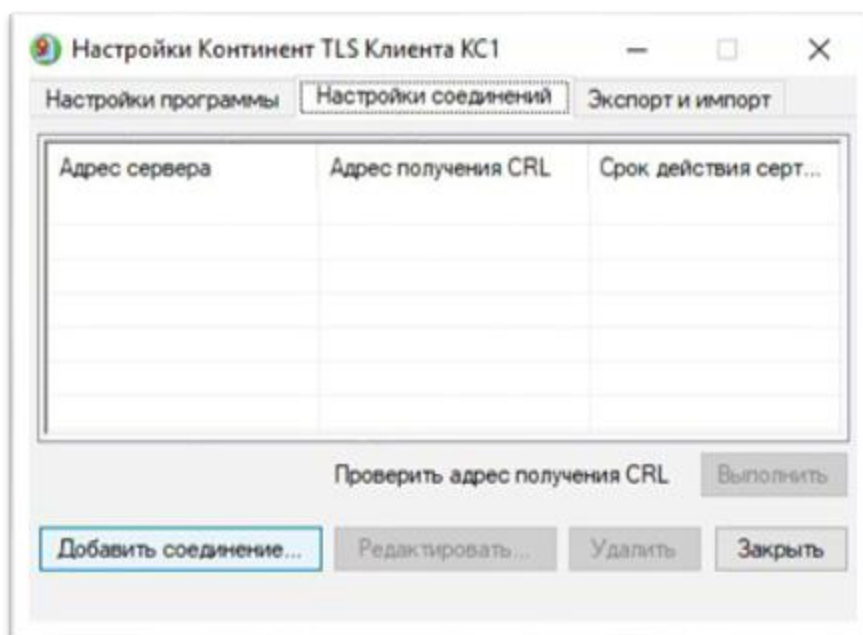 Настройки Континент TLS Клиента КС1
Настройки программы Настройки соединений Экспорт и импорт
Адрес сервера Адрес получения CRL Срок действия серт...
Проверить адрес получения CRL Выполнить
Добавить соединение... Редактировать... Удалить Закрыть